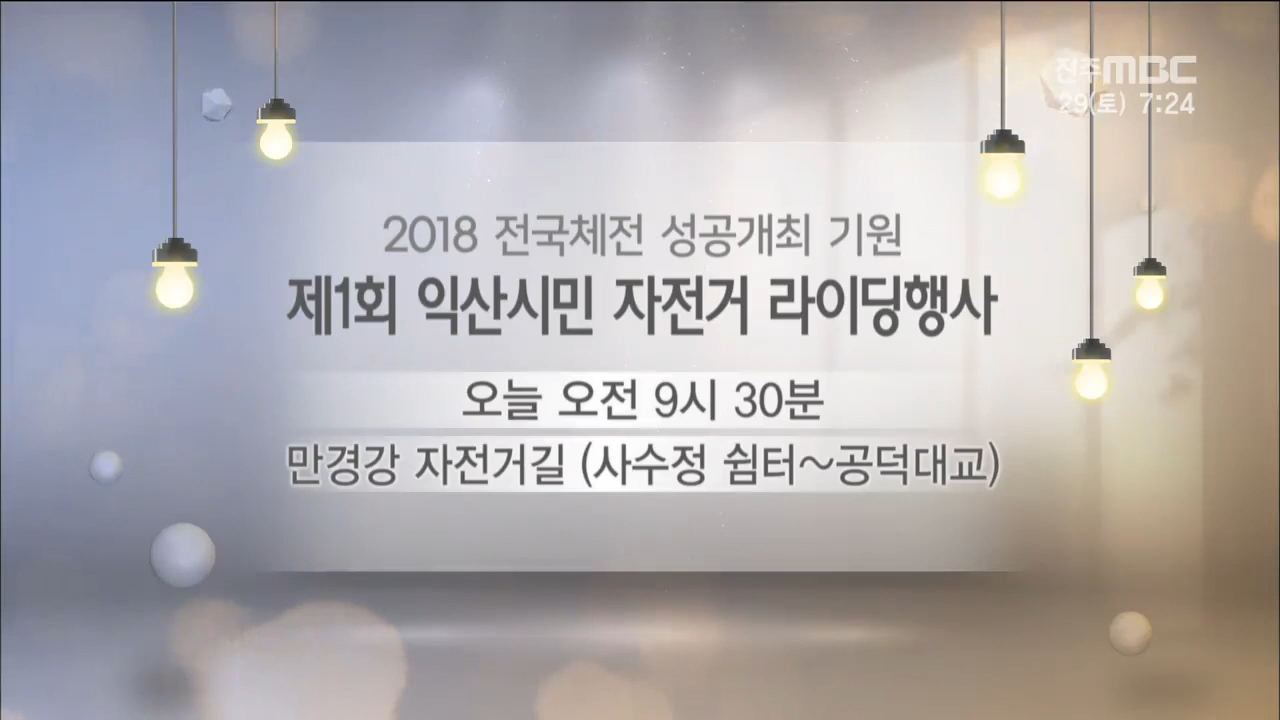 전주MBC
29(토) 7:24
2018 전국체전 성공개최 기원
제1회 익산시민 자전거 라이딩행사
오늘 오전 9시 30분
만경강 자전거길 (사수정 쉼터~공덕대교)